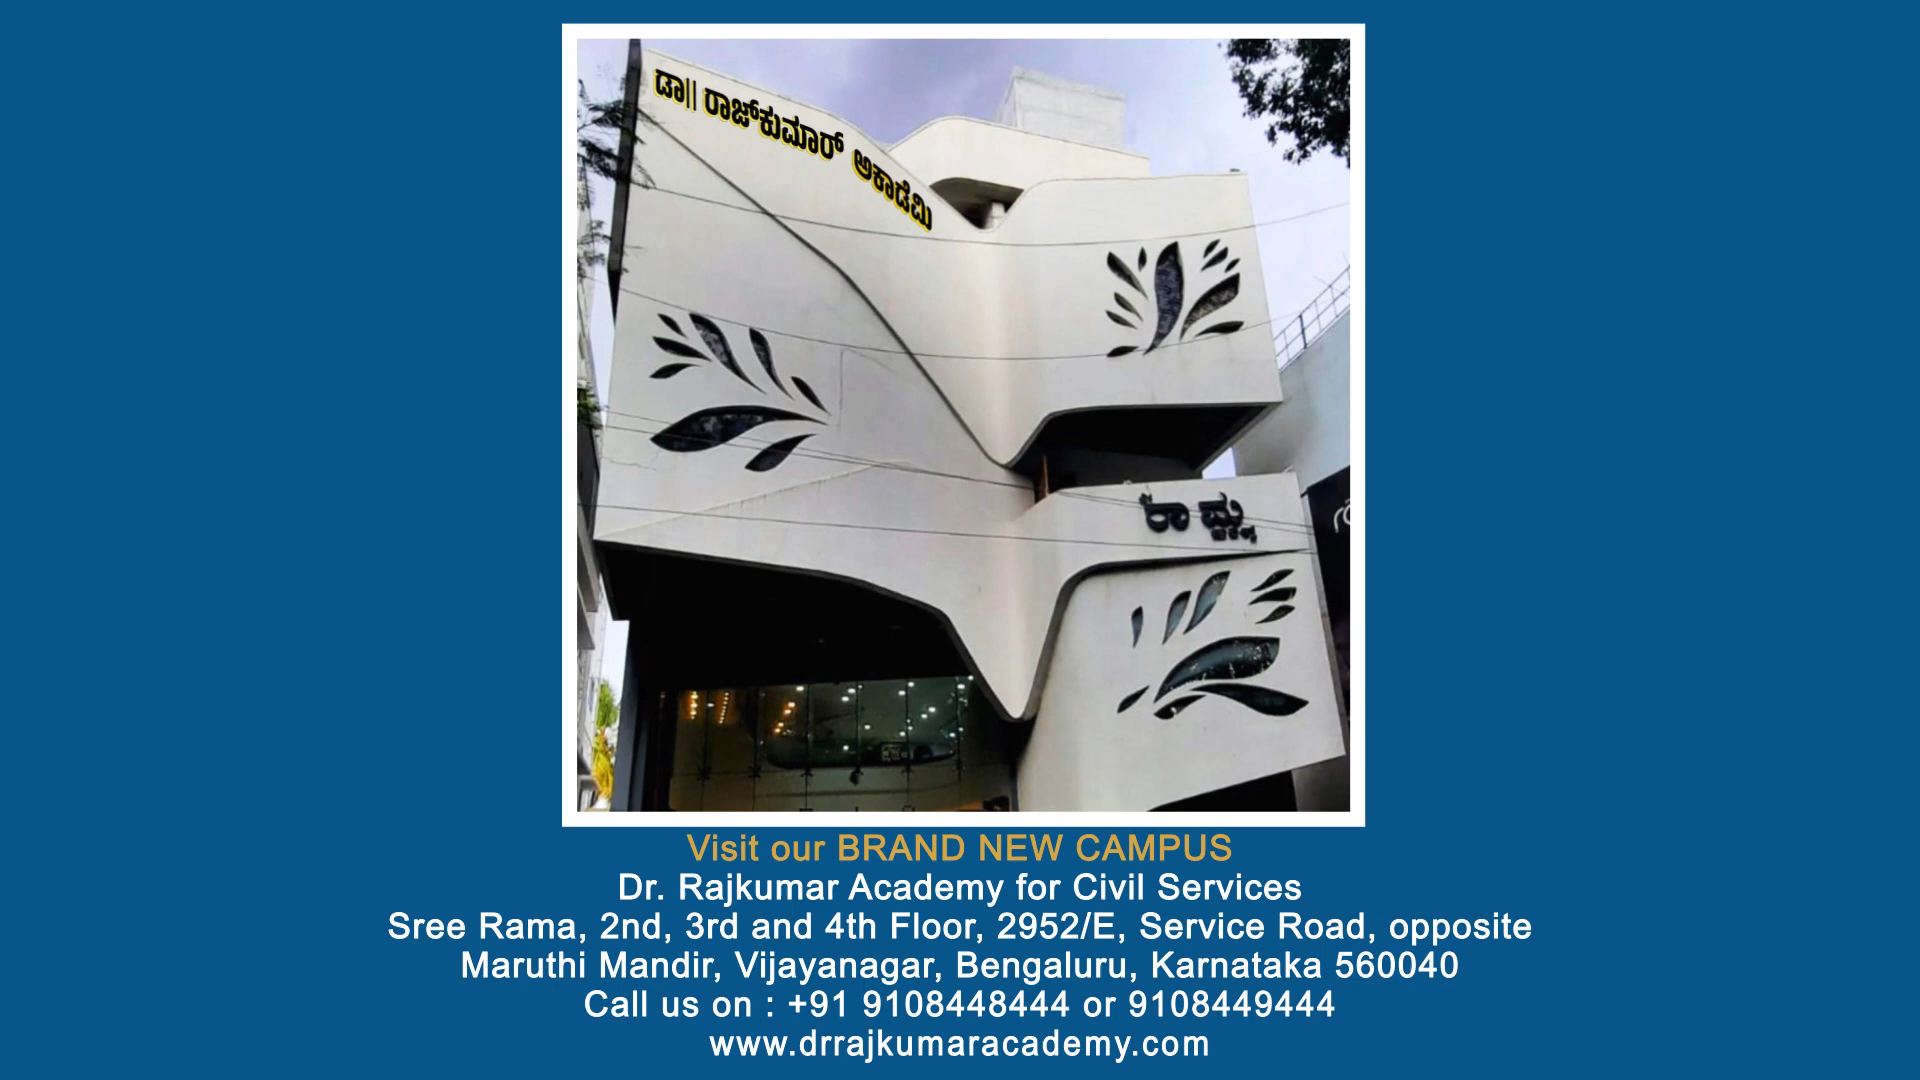 ಡಾ|| ರಾಜ್‌ಕುಮಾರ್ ಅಕಾಡೆಮಿ
Visit our BRAND NEW CAMPUS
Dr. Rajkumar Academy for Civil Services
Sree Rama, 2nd, 3rd and 4th Floor, 2952/E, Service Road, opposite
Maruthi Mandir, Vijayanagar, Bengaluru, Karnataka 560040
Call us on : +91 9108448444 or 9108449444
www.drrajkumaracademy.com